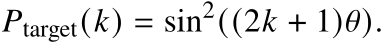 P_target(k) = sin²((2k + 1)θ).